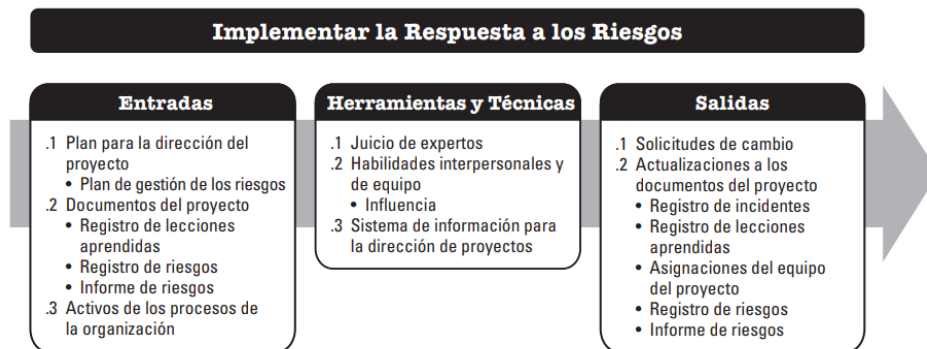 Implementar la Respuesta a los Riesgos
Entradas
.1 Plan para la dirección del
proyecto
• Plan de gestión de los riesgos
.2 Documentos del proyecto
• Registro de lecciones
aprendidas
• Registro de riesgos
• Informe de riesgos
.3 Activos de los procesos de
la organización
Herramientas y Técnicas
.1 Juicio de expertos
.2 Habilidades interpersonales y
de equipo
• Influencia
.3 Sistema de información para
la dirección de proyectos
Salidas
.1 Solicitudes de cambio
.2 Actualizaciones a los
documentos del proyecto
• Registro de incidentes
• Registro de lecciones
aprendidas
• Asignaciones del equipo
del proyecto
• Registro de riesgos
• Informe de riesgos